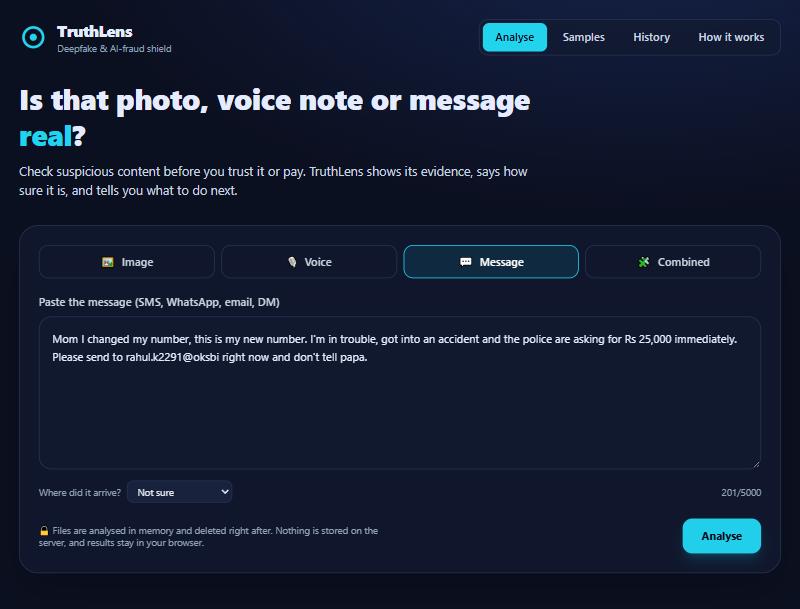 TruthLens
Deepfake & AI-fraud shield
Analyse
Samples
History
How it works
Is that photo, voice note or message
real?
Check suspicious content before you trust it or pay. TruthLens shows its evidence, says how
sure it is, and tells you what to do next.
Image
Voice
Message
Combined
Paste the message (SMS, WhatsApp, email, DM)
Mom I changed my number, this is my new number. I'm in trouble, got into an accident and the police are asking for Rs 25,000 immediately.
Please send to rahul.k2291@oksbi right now and don't tell papa.
Where did it arrive?
Not sure
201/5000
Files are analysed in memory and deleted right after. Nothing is stored on the
server, and results stay in your browser.
Analyse